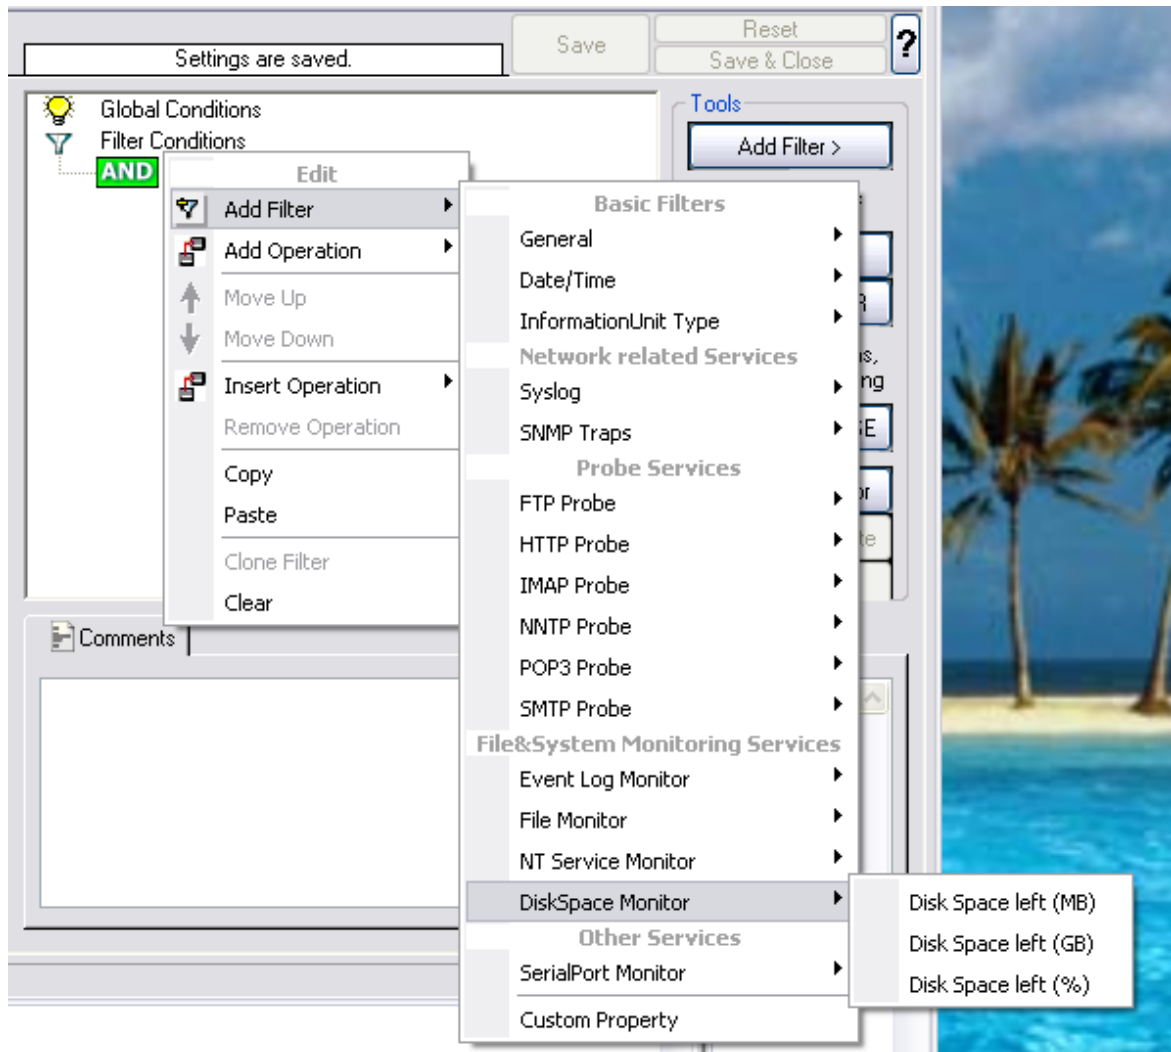 Settings are saved.
Save
Reset
Save & Close
?
Global Conditions
Filter Conditions
AND
Tools
Add Filter >
Edit
Add Filter
Add Operation
Move Up
Move Down
Insert Operation
Remove Operation
Copy
Paste
Clone Filter
Clear
Basic Filters
General
Date/Time
InformationUnit Type
Network related Services
Syslog
SNMP Traps
Probe Services
FTP Probe
HTTP Probe
IMAP Probe
NNTP Probe
POP3 Probe
SMTP Probe
File&System Monitoring Services
Event Log Monitor
File Monitor
NT Service Monitor
DiskSpace Monitor
Other Services
SerialPort Monitor
Custom Property
Disk Space left (MB)
Disk Space left (GB)
Disk Space left (%)
Comments